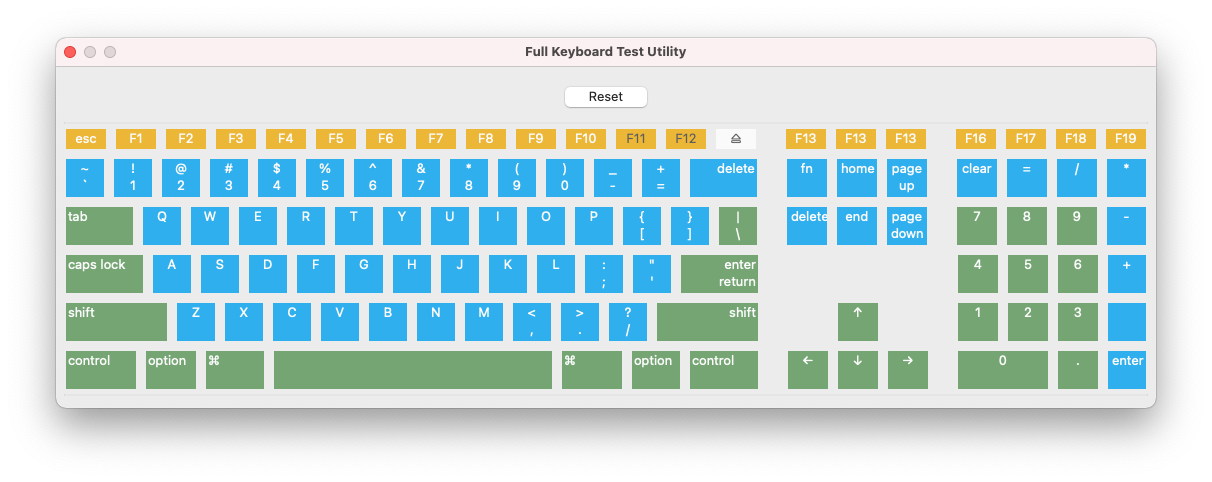 Full Keyboard Test Utility
Reset
esc F1 F2 F3 F4 F5 F6 F7 F8 F9 F10 F11 F12 ⏏ F13 F13 F13 F16 F17 F18 F19
~ ! @ # $ % ^ & * ( ) _ + delete fn home page clear = / *
` 1 2 3 4 5 6 7 8 9 0 - = up
tab Q W E R T Y U I O P { } | delete end page 7 8 9 -
[ ] \ down
caps lock A S D F G H J K L : " enter 4 5 6 +
; ' return
shift Z X C V B N M < > ? shift ↑ 1 2 3
, . /
control option ⌘ ⌘ option control ← ↓ → 0 . enter